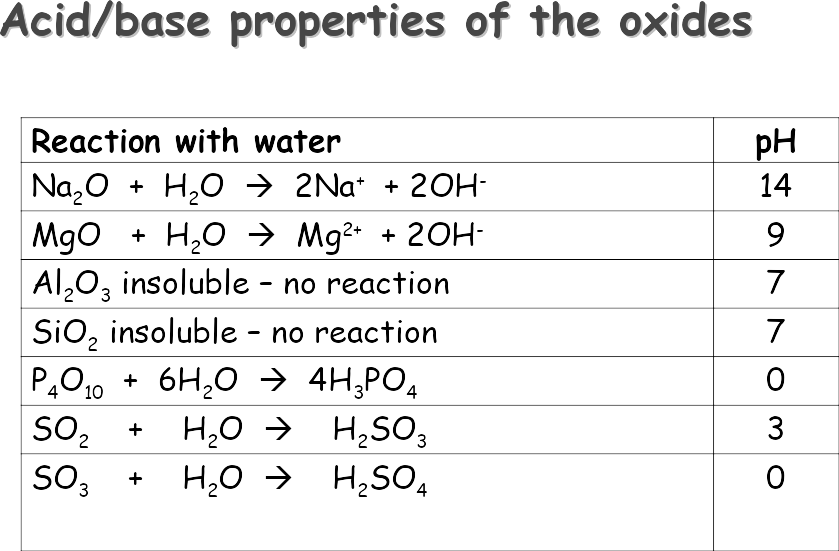 Acid/base properties of the oxides
Reaction with water pH
Na₂O + H₂O → 2Na⁺ + 2OH⁻ 14
MgO + H₂O → Mg²⁺ + 2OH⁻ 9
Al₂O₃ insoluble – no reaction 7
SiO₂ insoluble – no reaction 7
P₄O₁₀ + 6H₂O → 4H₃PO₄ 0
SO₂ + H₂O → H₂SO₃ 3
SO₃ + H₂O → H₂SO₄ 0